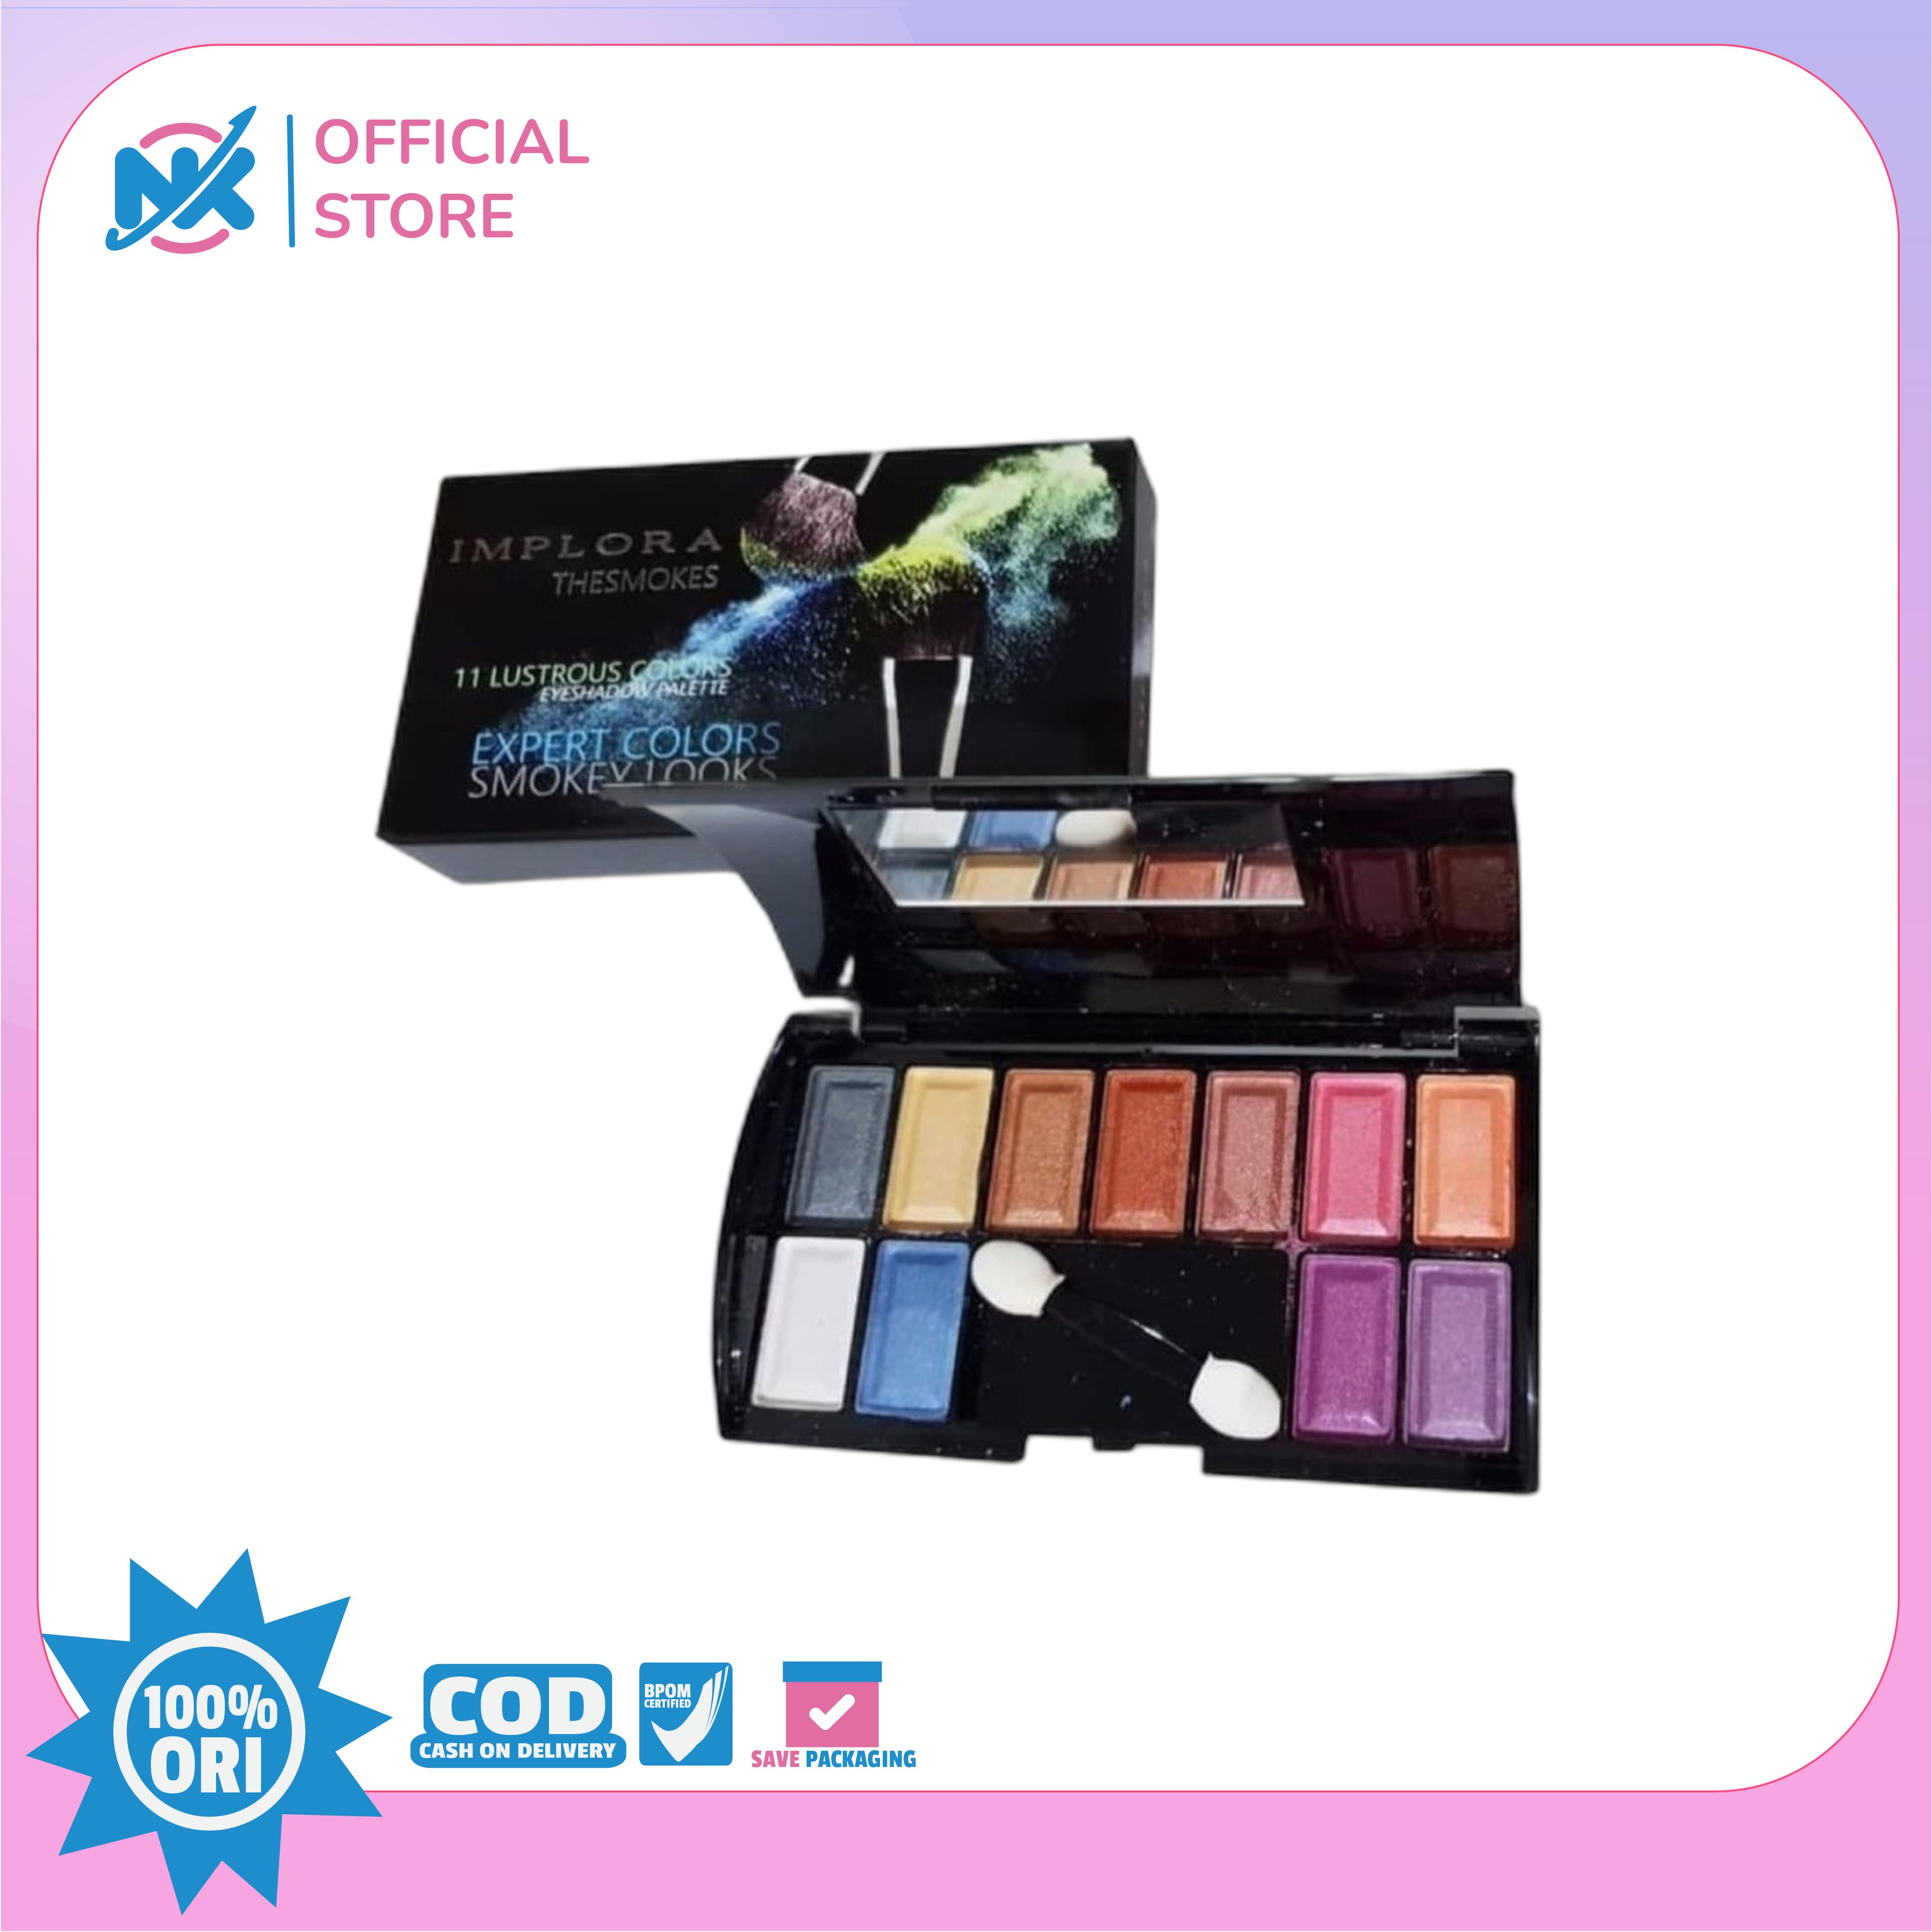 NK
OFFICIAL
STORE
IMPLORA
THESMOKES
11 LUSTROUS COLORS
EYESHADOW PALETTE
EXPERT COLORS
SMOKEY LOOKS
100%
ORI
COD
CASH ON DELIVERY
BPOM
CERTIFIED
SAVE PACKAGING